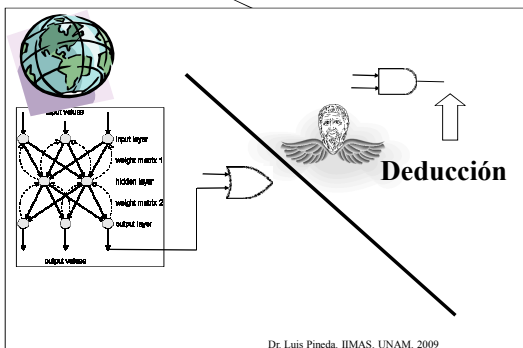 input values
input layer
weight matrix 1
hidden layer
weight matrix 2
output layer
output values
Deducción
Dr. Luis Pineda, IIMAS, UNAM, 2009